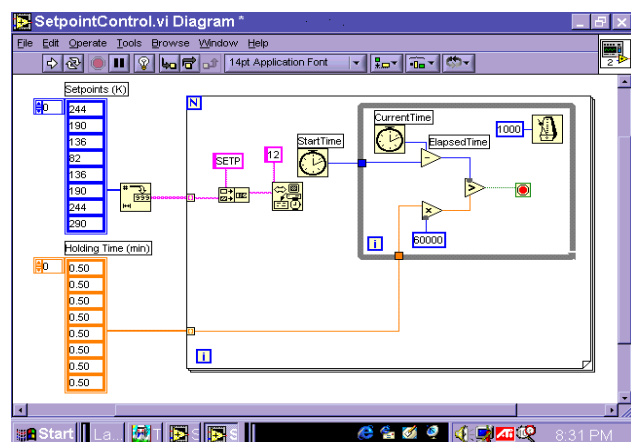 SetpointControl.vi Diagram *
File Edit Operate Tools Browse Window Help
14pt Application Font
2
Setpoints (K)
0
244
190
136
82
136
190
244
290
Holding Time (min)
0
0.50
0.50
0.50
0.50
0.50
0.50
0.50
0.50
N
SETP
12
StartTime
CurrentTime
ElapsedTime
1000
60000
i
i
Start
La...
T
S
S
ATI
8:31 PM